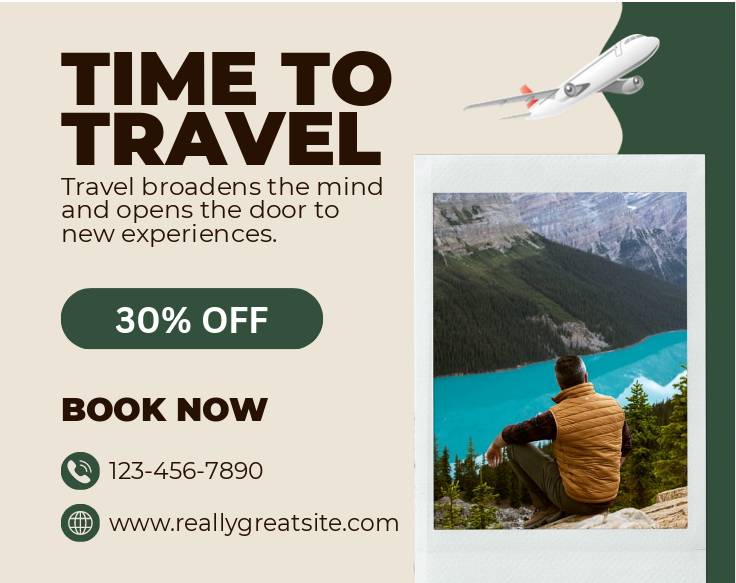 TIME TO
TRAVEL
Travel broadens the mind
and opens the door to
new experiences.
30% OFF
BOOK NOW
123-456-7890
www.reallygreatsite.com